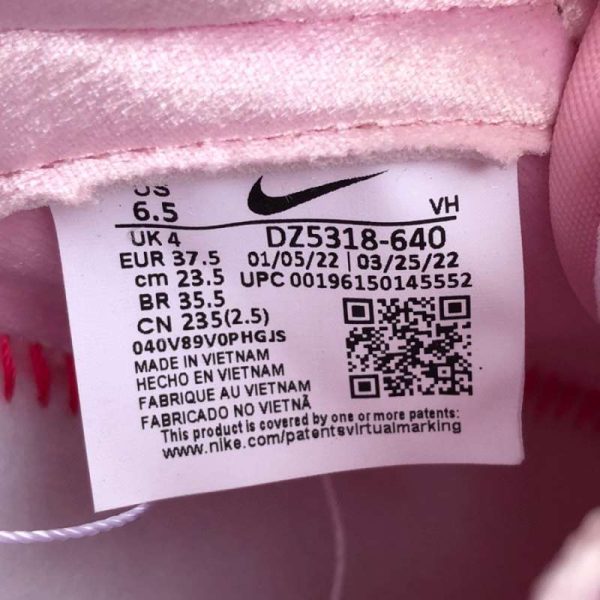 US
6.5
VH
UK 4
DZ5318-640
EUR 37.5
01/05/22 | 03/25/22
cm 23.5
UPC 00196150145552
BR 35.5
CN 235(2.5)
040V89V0PHGJS
MADE IN VIETNAM
HECHO EN VIETNAM
FABRIQUE AU VIETNAM
FABRICADO NO VIETNÃ
This product is covered by one or more patents:
www.nike.com/patentsvirtualmarking